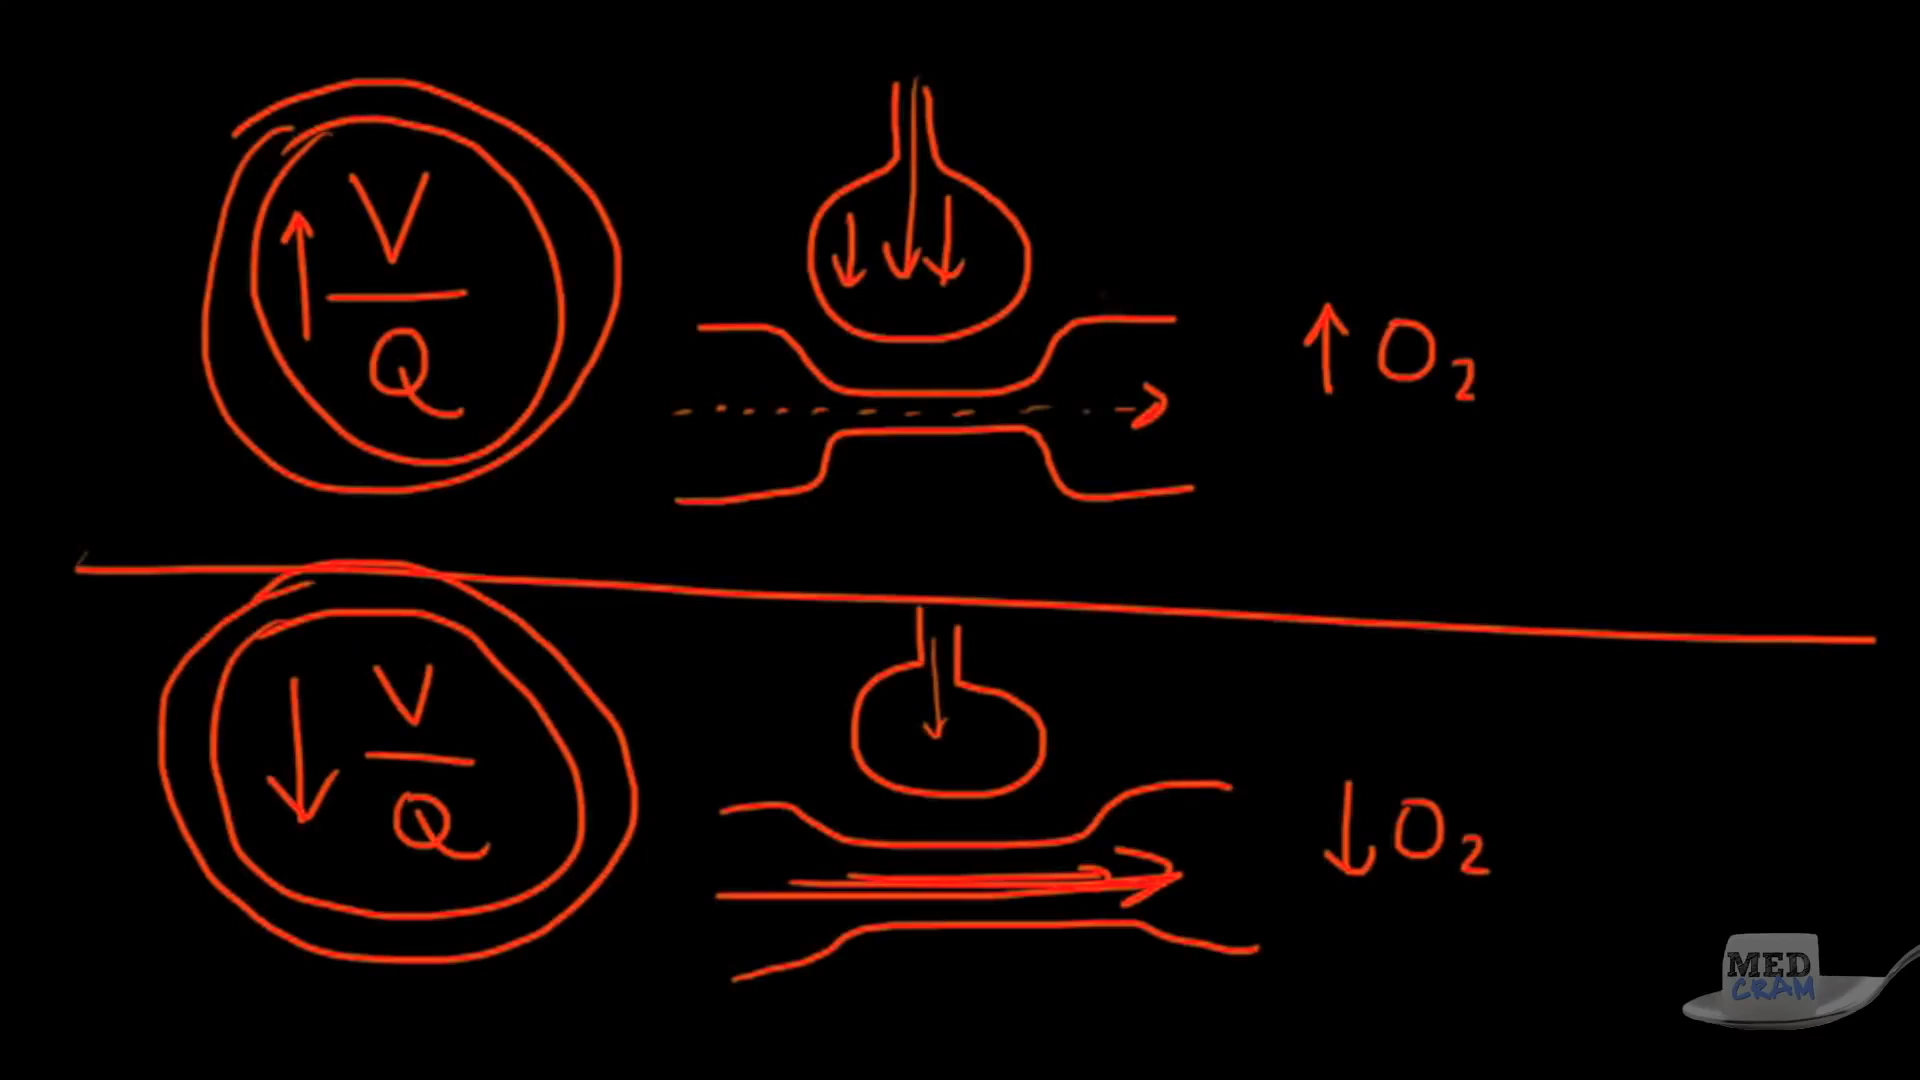 ↑ V/Q
↑ O₂
↓ V/Q
↓ O₂
MED
CRAM